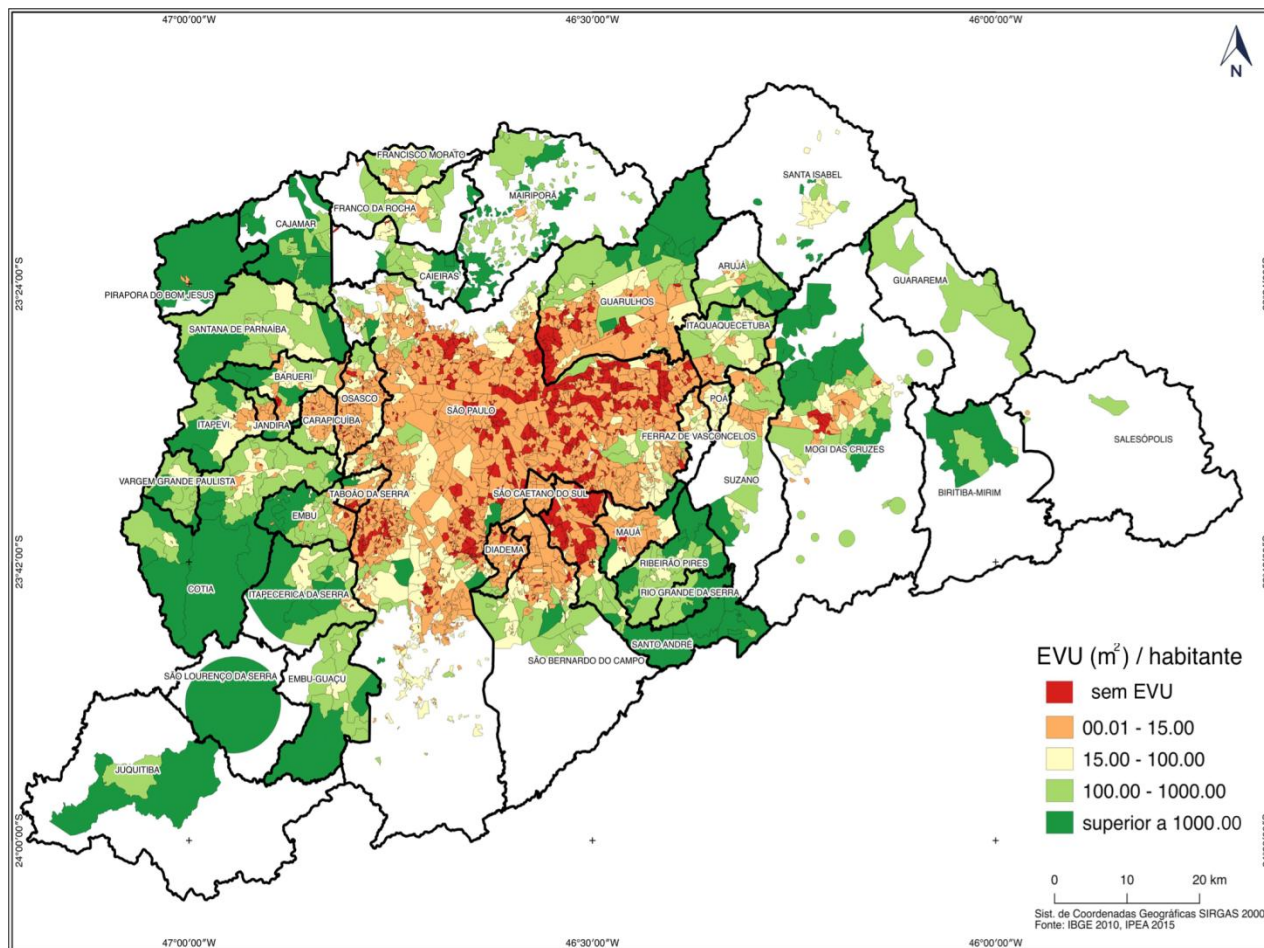 47°00'00"W
46°30'00"W
46°00'00"W
N
FRANCISCO MORATO
SANTA ISABEL
MAIRIPORÃ
FRANCO DA ROCHA
CAJAMAR
ARUJÁ
CAIEIRAS
GUARAREMA
23°24'00"S
PIRAPORA DO BOM JESUS
GUARULHOS
SANTANA DE PARNAÍBA
ITAQUAQUECETUBA
BARUERI
OSASCO
POÁ
SÃO PAULO
ITAPEVI
JANDIRA
CARAPICUÍBA
FERRAZ DE VASCONCELOS
SALESÓPOLIS
MOGI DAS CRUZES
VARGEM GRANDE PAULISTA
SUZANO
TABOÃO DA SERRA
SÃO CAETANO DO SUL
BIRITIBA-MIRIM
EMBU
MAUÁ
DIADEMA
23°42'00"S
RIBEIRÃO PIRES
COTIA
ITAPECERICA DA SERRA
RIO GRANDE DA SERRA
SANTO ANDRÉ
SÃO BERNARDO DO CAMPO
SÃO LOURENÇO DA SERRA
EMBU-GUAÇU
JUQUITIBA
24°00'00"S
EVU (m²) / habitante
sem EVU
00.01 - 15.00
15.00 - 100.00
100.00 - 1000.00
superior a 1000.00
0 10 20 km
Sist. de Coordenadas Geográficas SIRGAS 2000
Fonte: IBGE 2010, IPEA 2015
47°00'00"W
46°30'00"W
46°00'00"W